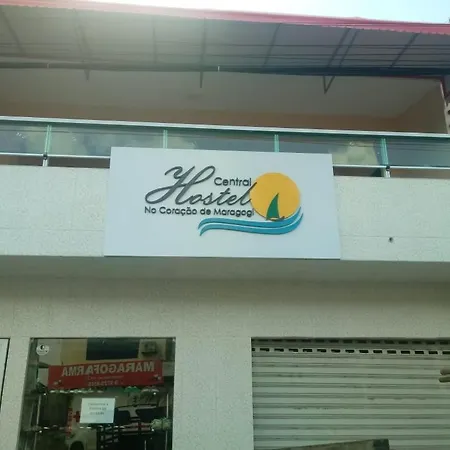 Central
Hostel
No Coração de Maragogi
MARAGOFARMA